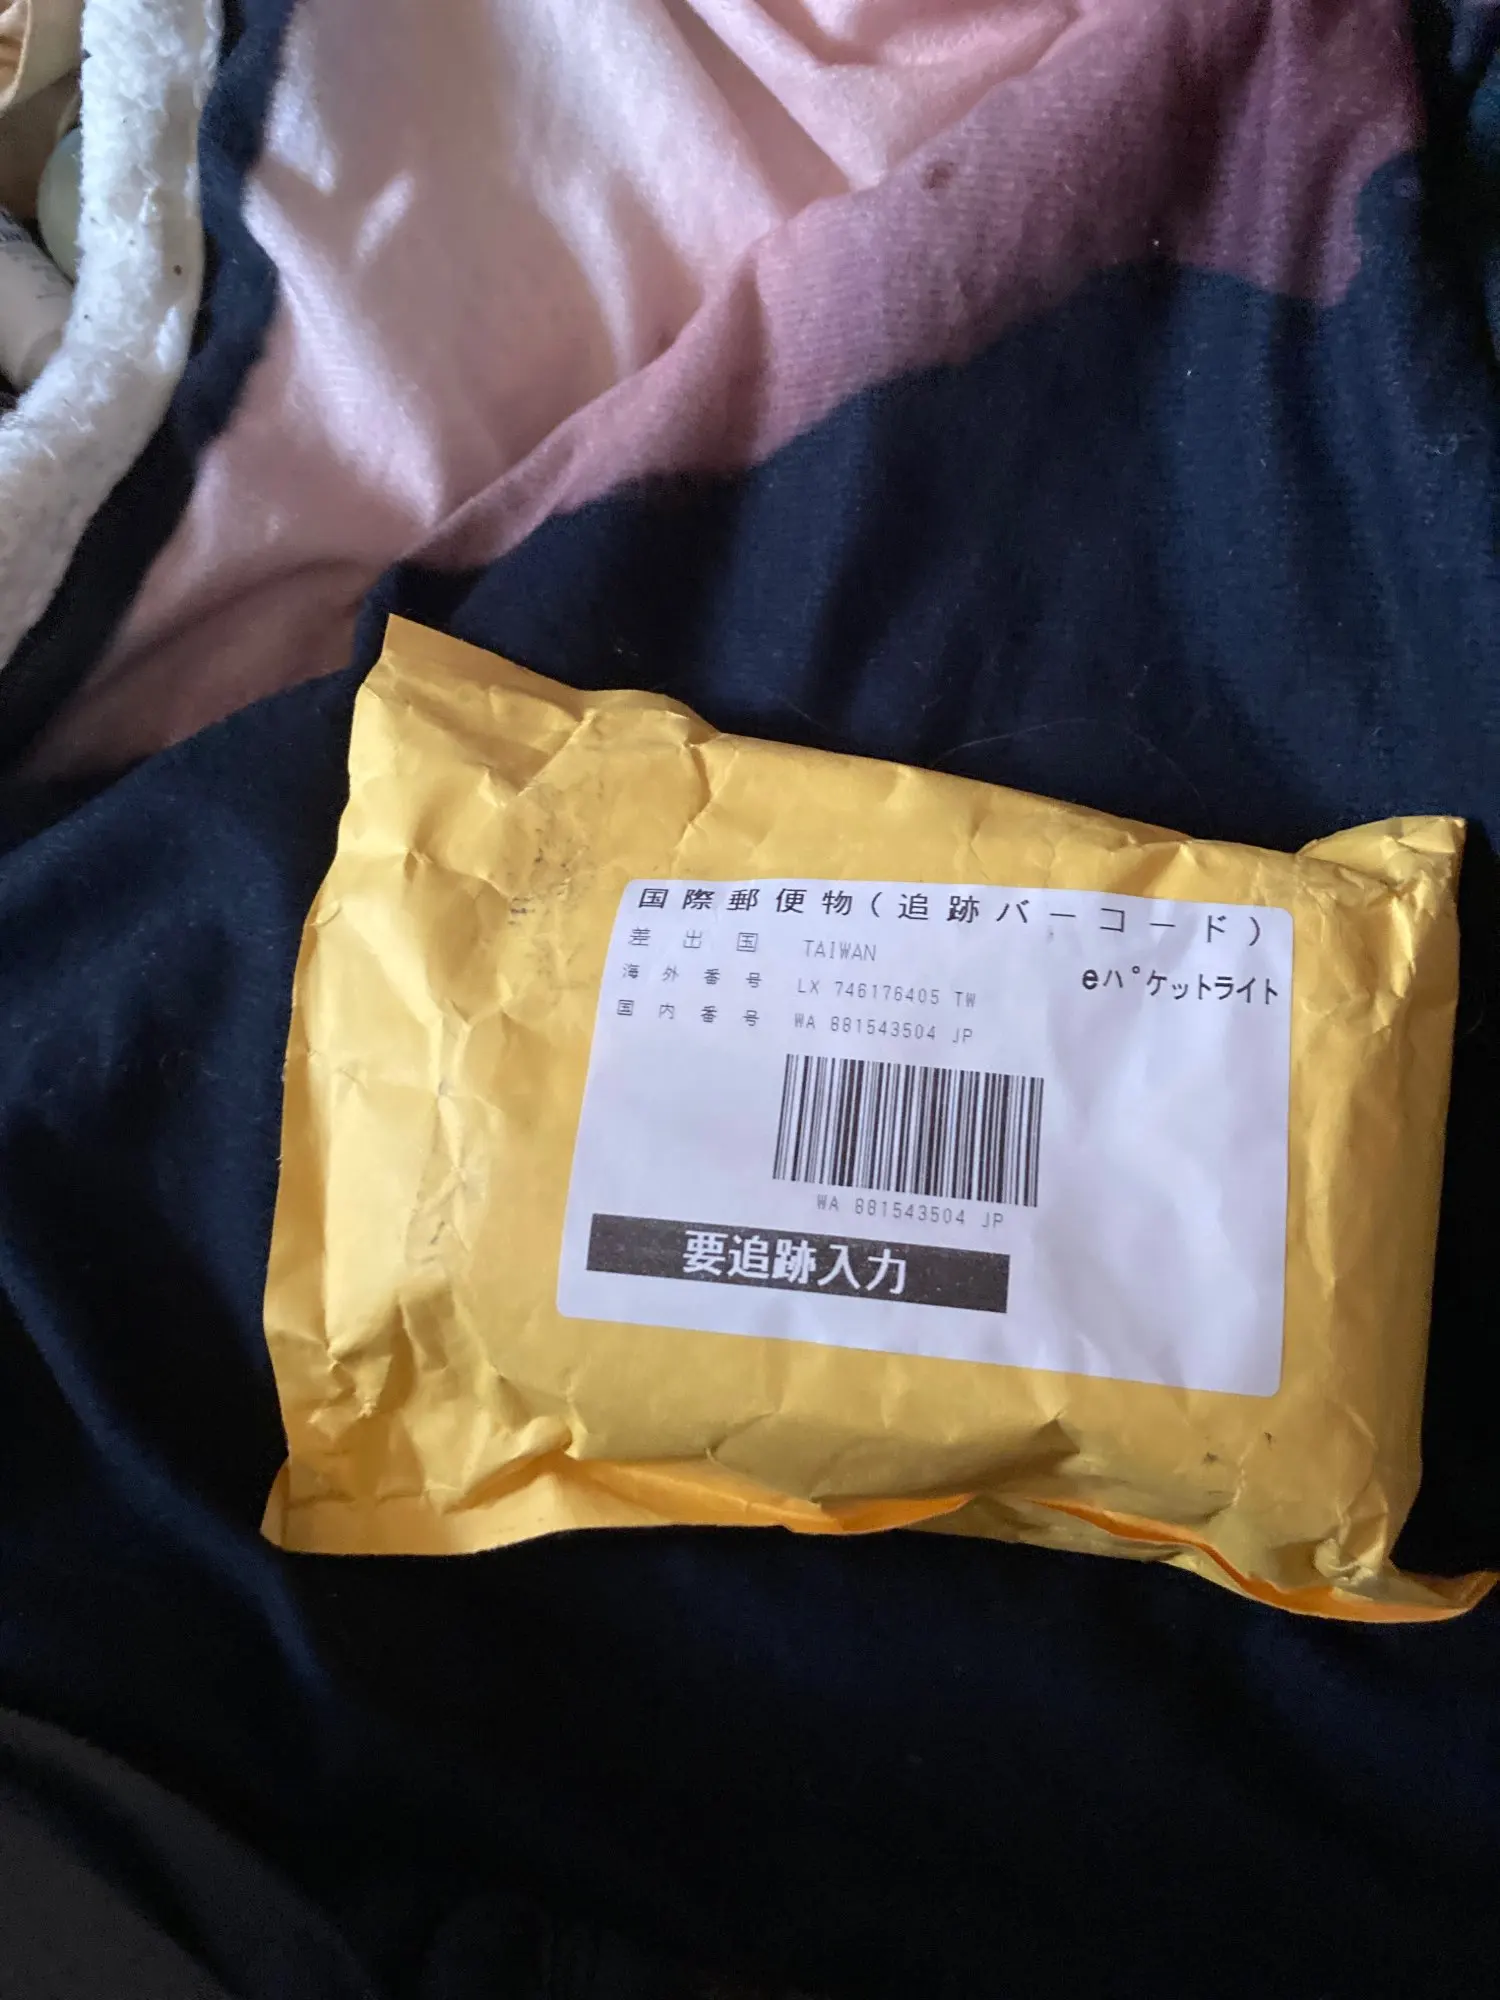 国際郵便物(追跡バーコード)
差出国 TAIWAN
海外番号 LX 746176405 TW
eパケットライト
国内番号 WA 881543504 JP
WA 881543504 JP
要追跡入力